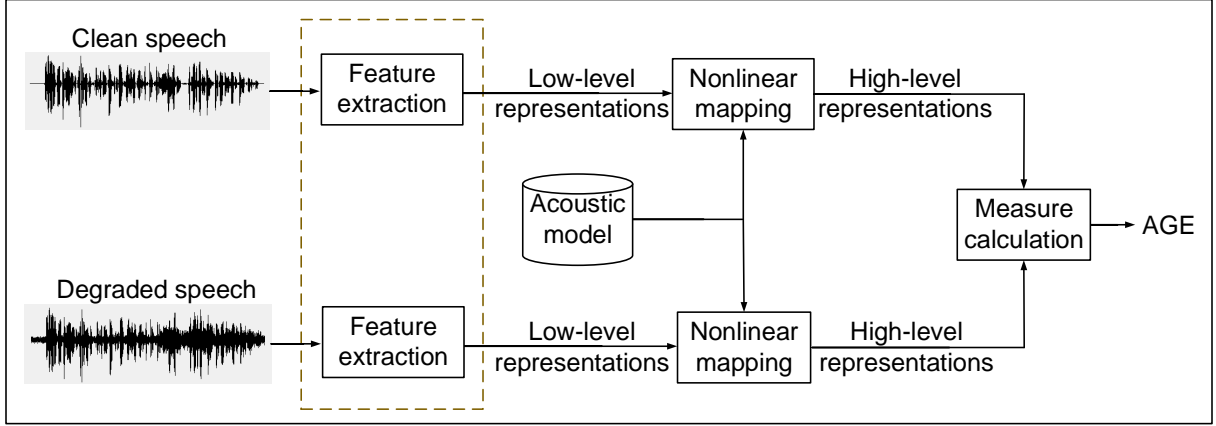 Clean speech
Feature
extraction
Low-level
representations
Nonlinear
mapping
High-level
representations
Acoustic
model
Measure
calculation
AGE
Degraded speech
Feature
extraction
Low-level
representations
Nonlinear
mapping
High-level
representations